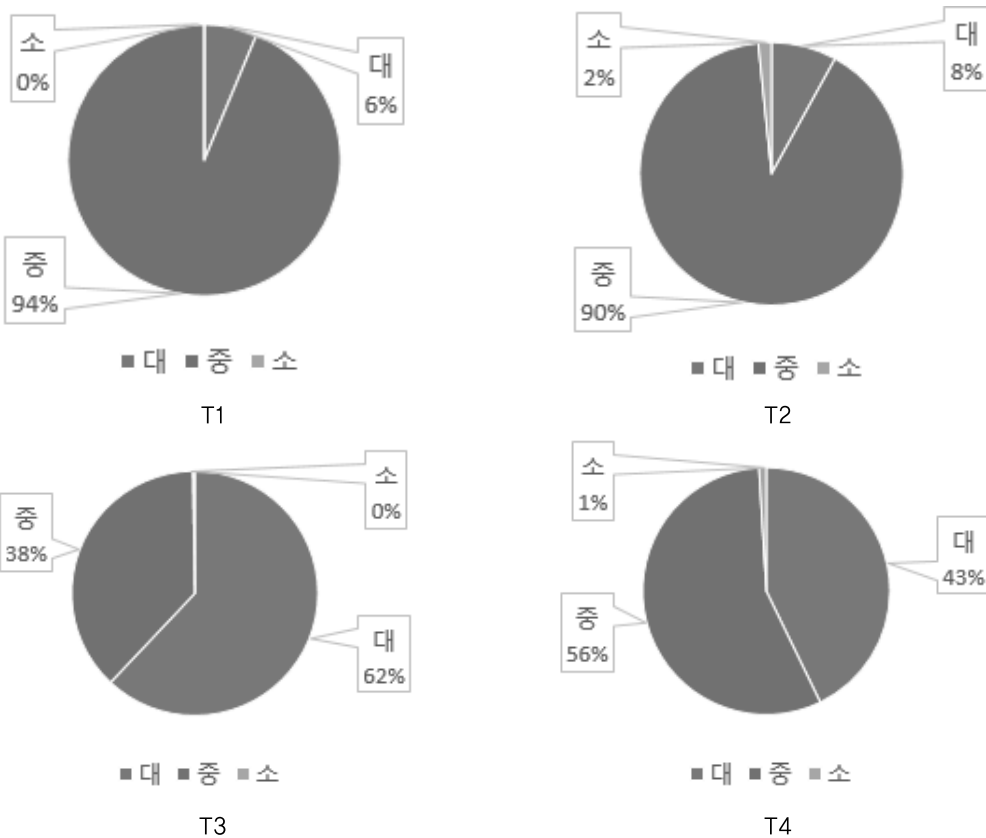 소
0%
대
6%
중
94%
■ 대 ■ 중 ■ 소
T1
소
2%
대
8%
중
90%
■ 대 ■ 중 ■ 소
T2
소
0%
중
38%
대
62%
■ 대 ■ 중 ■ 소
T3
소
1%
대
43%
중
56%
■ 대 ■ 중 ■ 소
T4